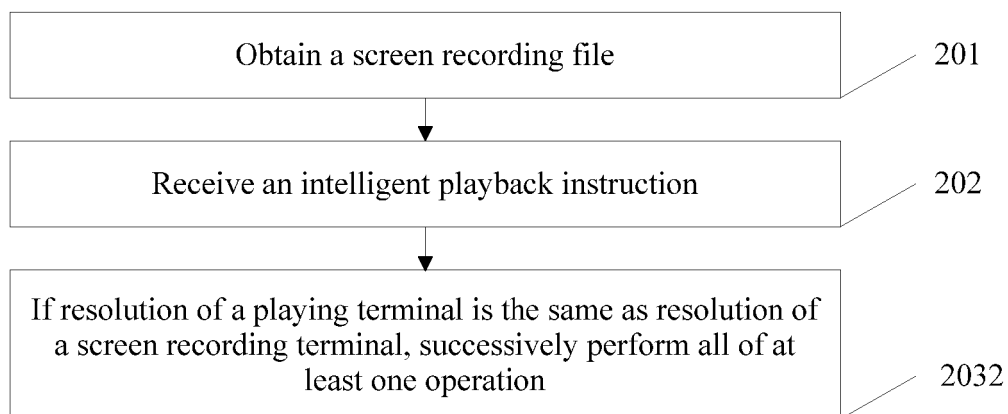 Obtain a screen recording file
201
Receive an intelligent playback instruction
202
If resolution of a playing terminal is the same as resolution of
a screen recording terminal, successively perform all of at
least one operation
2032